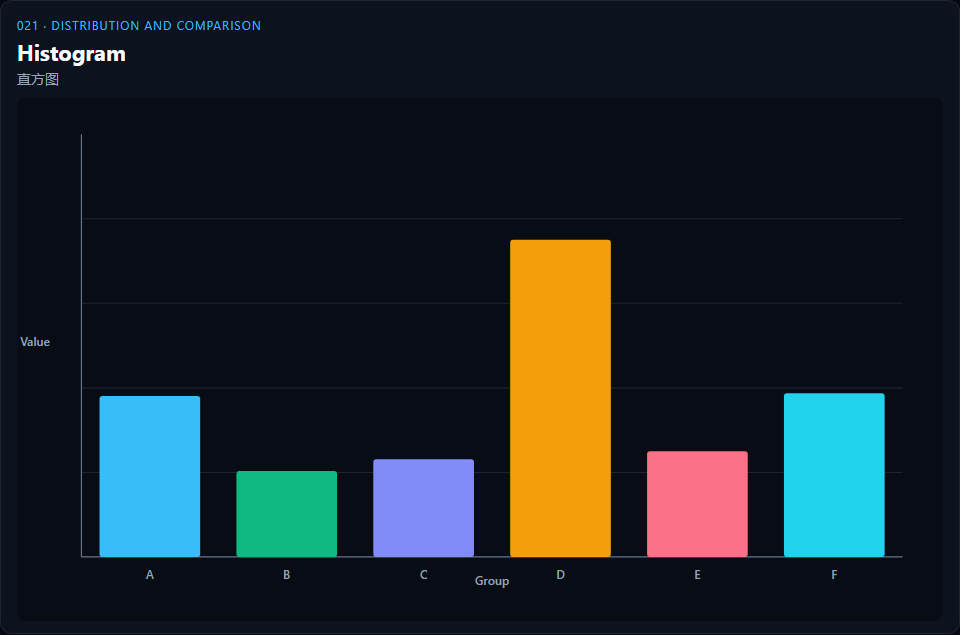 021 · DISTRIBUTION AND COMPARISON
Histogram
直方图
Value
A B C D E F
Group